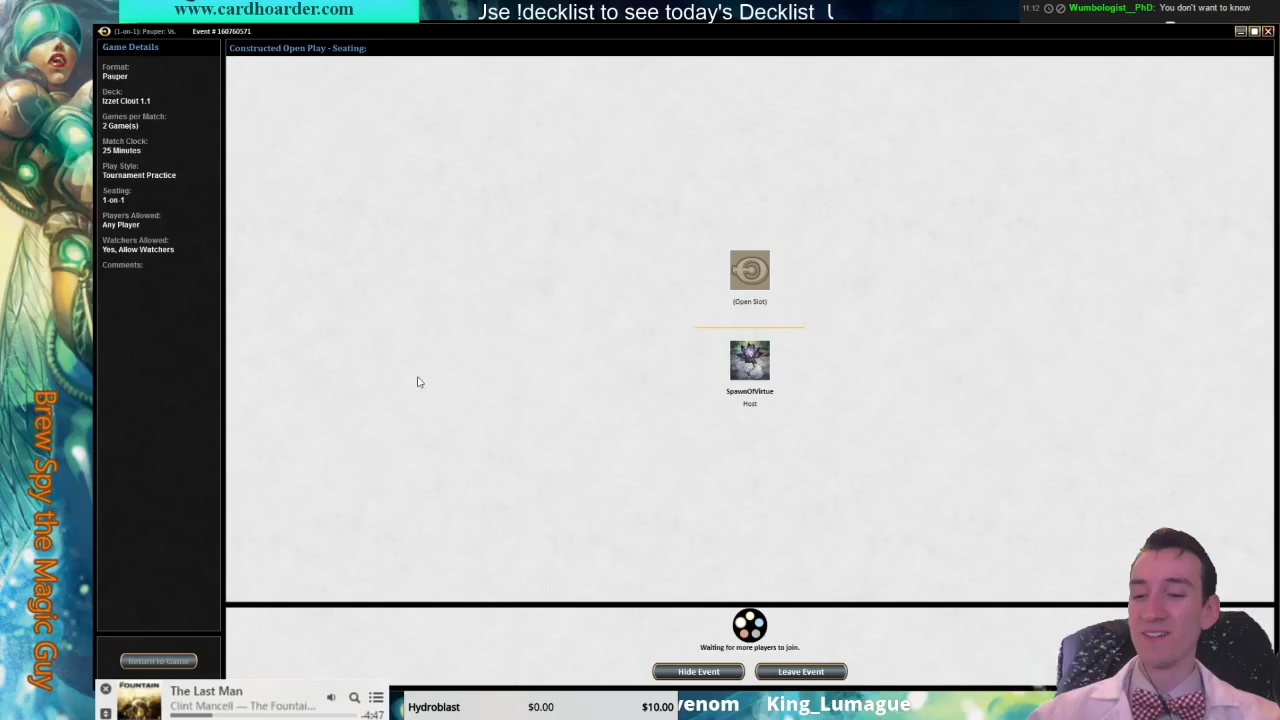 www.cardhoarder.com
Use !decklist to see today's Decklist
11:12 Wumbologist__PhD: You don't want to know
(1-on-1): Pauper: Vs. Event # 160760571
Game Details
Constructed Open Play - Seating:
Format:
Pauper
Deck:
Izzet Clout 1.1
Games per Match:
2 Game(s)
Match Clock:
25 Minutes
Play Style:
Tournament Practice
Seating:
1-on-1
Players Allowed:
Any Player
Watchers Allowed:
Yes, Allow Watchers
Comments:
(Open Slot)
SpawnOfVirtue
Host
Brew Spy the Magic Guy
Waiting for more players to join.
Return to Game
Hide Event
Leave Event
FOUNTAIN
The Last Man
Clint Mancell — The Fountai...
-4:47
Hydroblast $0.00 $10.00
venom King_Lumague